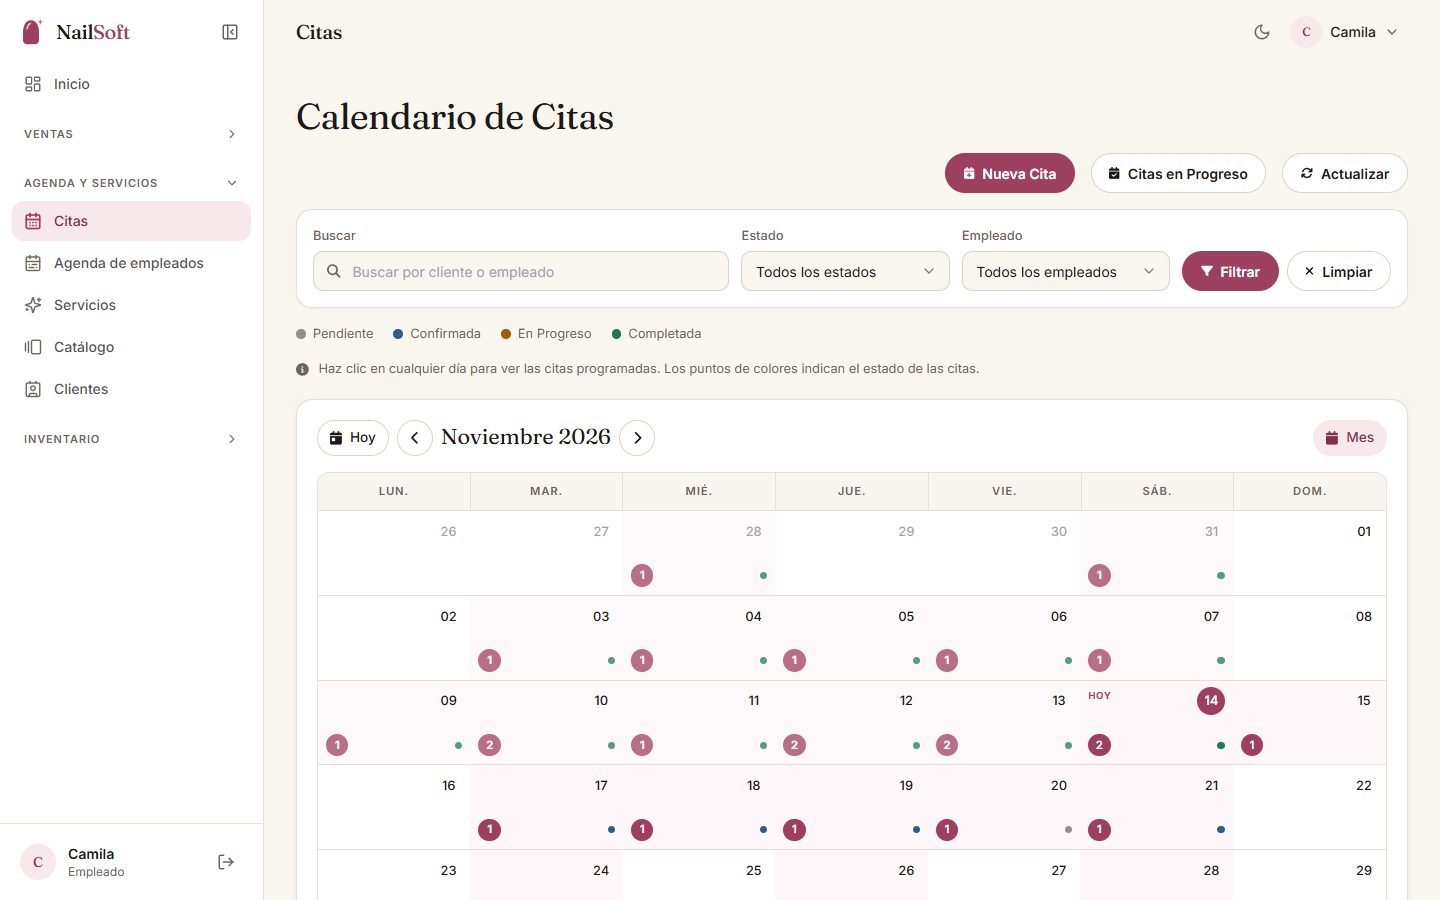 NailSoft
Inicio
VENTAS
AGENDA Y SERVICIOS
Citas
Agenda de empleados
Servicios
Catálogo
Clientes
INVENTARIO
C
Camila
Empleado
Citas
C
Camila
Calendario de Citas
Nueva Cita
Citas en Progreso
Actualizar
Buscar
Estado
Empleado
Buscar por cliente o empleado
Todos los estados
Todos los empleados
Filtrar
Limpiar
Pendiente
Confirmada
En Progreso
Completada
Haz clic en cualquier día para ver las citas programadas. Los puntos de colores indican el estado de las citas.
Hoy
Noviembre 2026
Mes
LUN. MAR. MIÉ. JUE. VIE. SÁB. DOM.
26 27 28 29 30 31 01
1 1
02 03 04 05 06 07 08
1 1 1 1 1
09 10 11 12 13 HOY 14 15
1 2 1 2 2 2 1
16 17 18 19 20 21 22
1 1 1 1 1
23 24 25 26 27 28 29